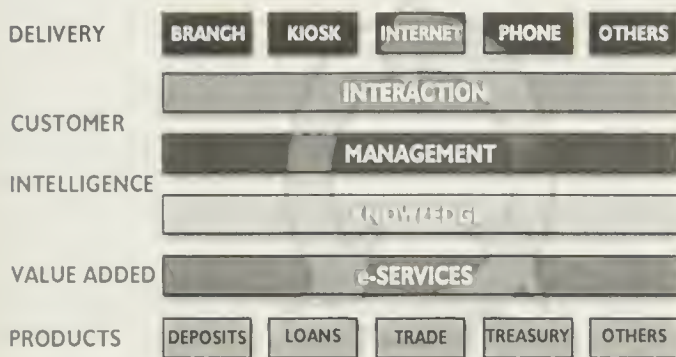 DELIVERY BRANCH KIOSK INTERNET PHONE OTHERS
INTERACTION
CUSTOMER
MANAGEMENT
INTELLIGENCE
KNOWLEDGE
VALUE ADDED e-SERVICES
PRODUCTS DEPOSITS LOANS TRADE TREASURY OTHERS